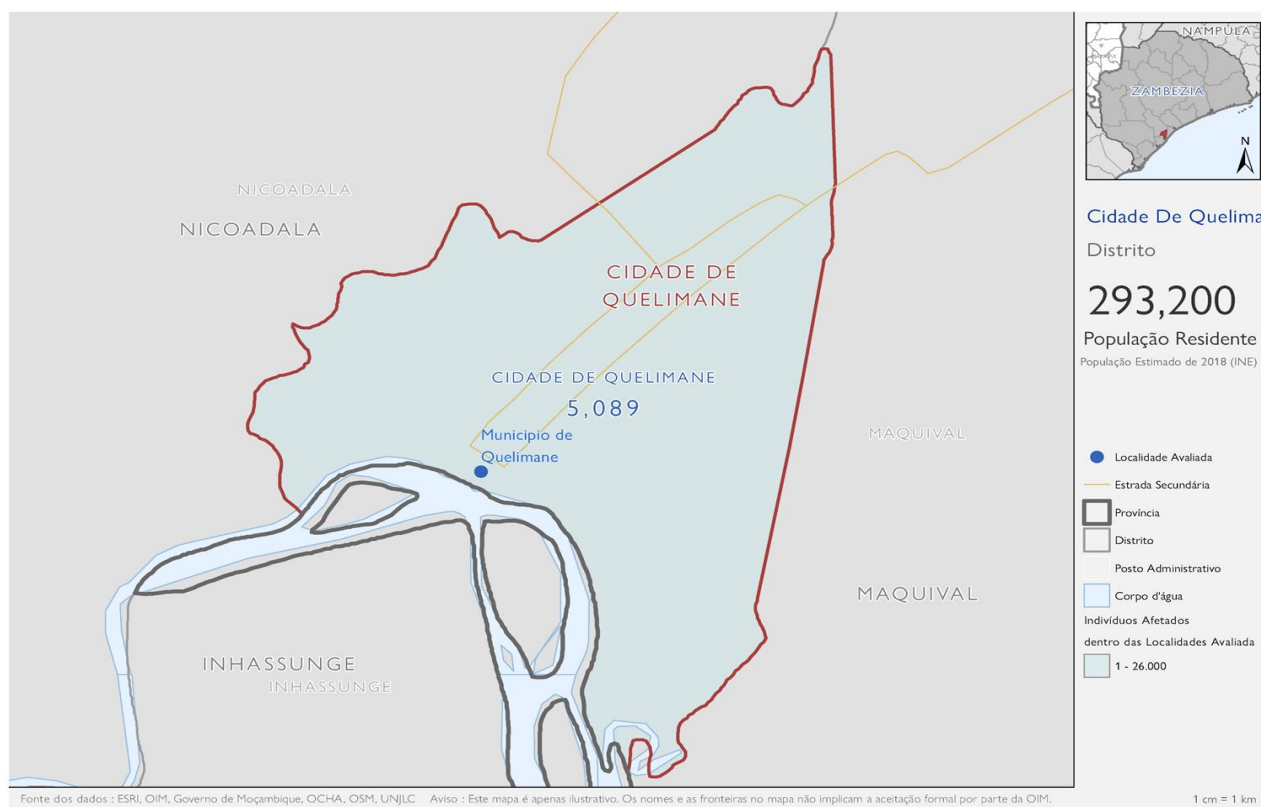 NICOADALA
NICOADALA
CIDADE DE
QUELIMANE
CIDADE DE QUELIMANE
5,089
Município de
Quelimane
MAQUIVAL
MAQUIVAL
INHASSUNGE
INHASSUNGE
NAMPULA
ZAMBEZIA
N
Cidade De Quelima
Distrito
293,200
População Residente
População Estimado de 2018 (INE)
Localidade Avaliada
Estrada Secundária
Província
Distrito
Posto Administrativo
Corpo d'água
Indivíduos Afetados
dentro das Localidades Avaliada
1 - 26.000
Fonte dos dados : ESRI, OIM, Governo de Moçambique, OCHA, OSM, UNJLC Aviso : Este mapa é apenas ilustrativo. Os nomes e as fronteiras no mapa não implicam a aceitação formal por parte da OIM.
1 cm = 1 km